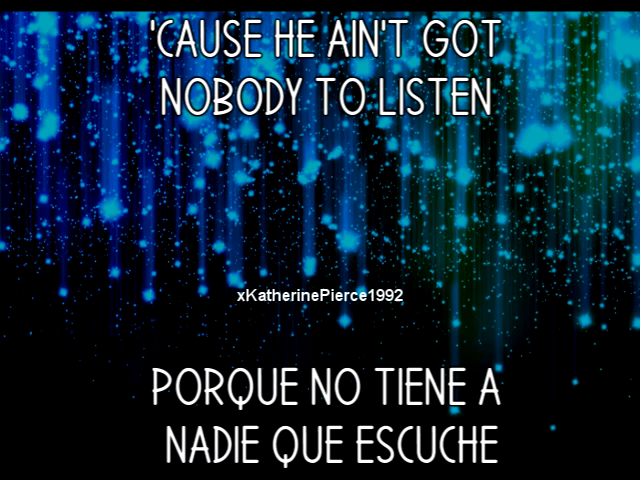 'CAUSE HE AIN'T GOT
NOBODY TO LISTEN
xKatherinePierce1992
PORQUE NO TIENE A
NADIE QUE ESCUCHE